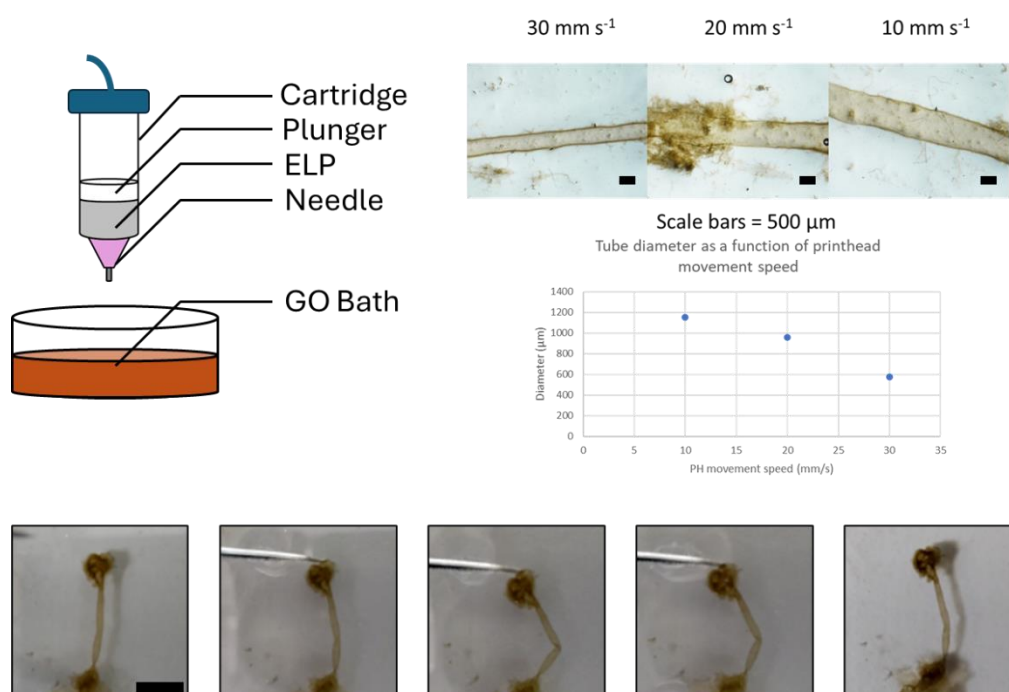 30 mm s⁻¹ 20 mm s⁻¹ 10 mm s⁻¹
Cartridge
Plunger
ELP
Needle
GO Bath
Scale bars = 500 µm
Tube diameter as a function of printhead
movement speed
Diameter (µm)
1400
1200
1000
800
600
400
200
0
0 5 10 15 20 25 30 35
PH movement speed (mm/s)